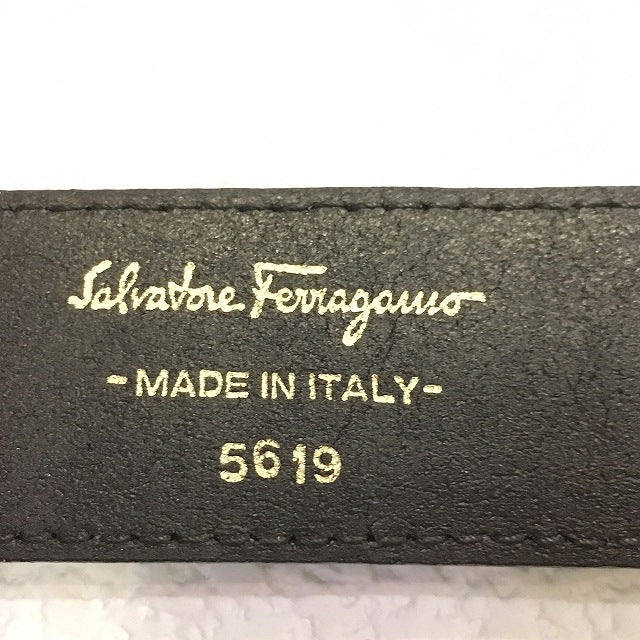 Salvatore Ferragamo
- MADE IN ITALY -
5619